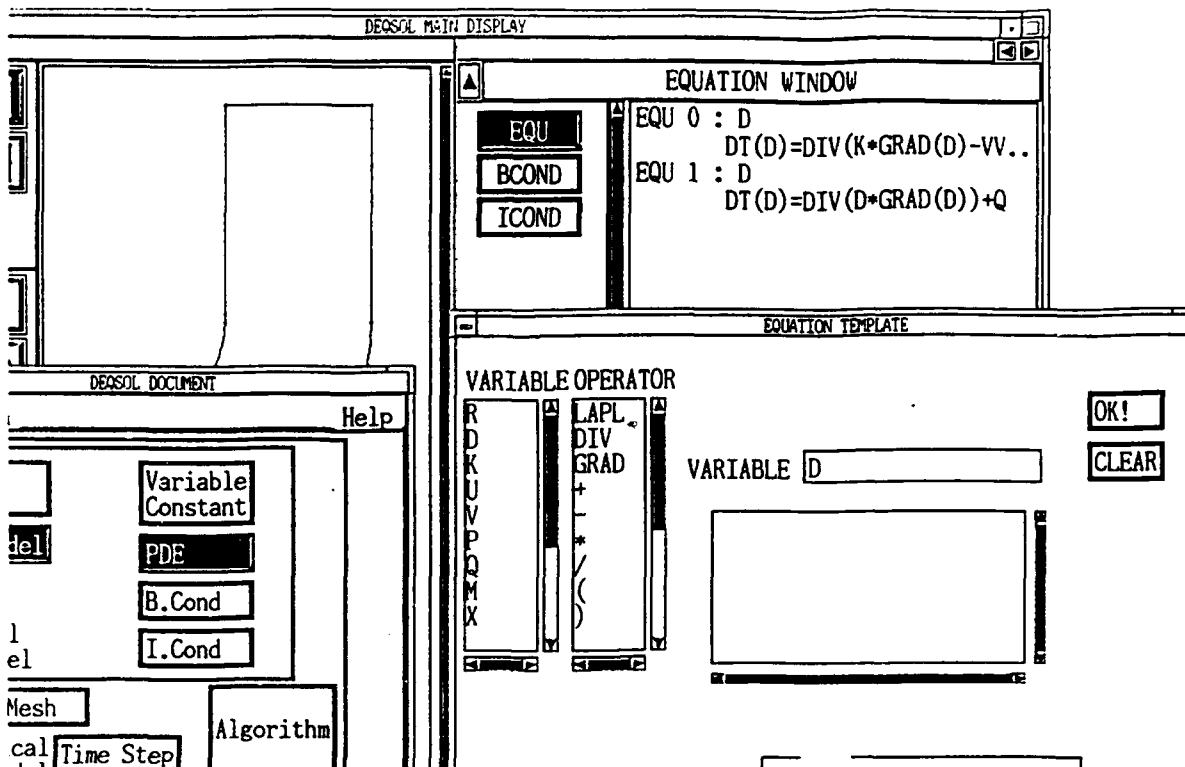 DEQSOL MAIN DISPLAY
EQUATION WINDOW
EQU
BCOND
ICOND
EQU 0 : D
DT(D)=DIV(K*GRAD(D)-VV..
EQU 1 : D
DT(D)=DIV(D*GRAD(D))+Q
EQUATION TEMPLATE
VARIABLE OPERATOR
R
D
K
U
V
P
Q
M
X
LAPL
DIV
GRAD
+
-
*
/
(
)
VARIABLE D
OK!
CLEAR
DEQSOL DOCUMENT
Help
Variable
Constant
del
PDE
B.Cond
l
el
I.Cond
Mesh
Algorithm
cal
Time Step